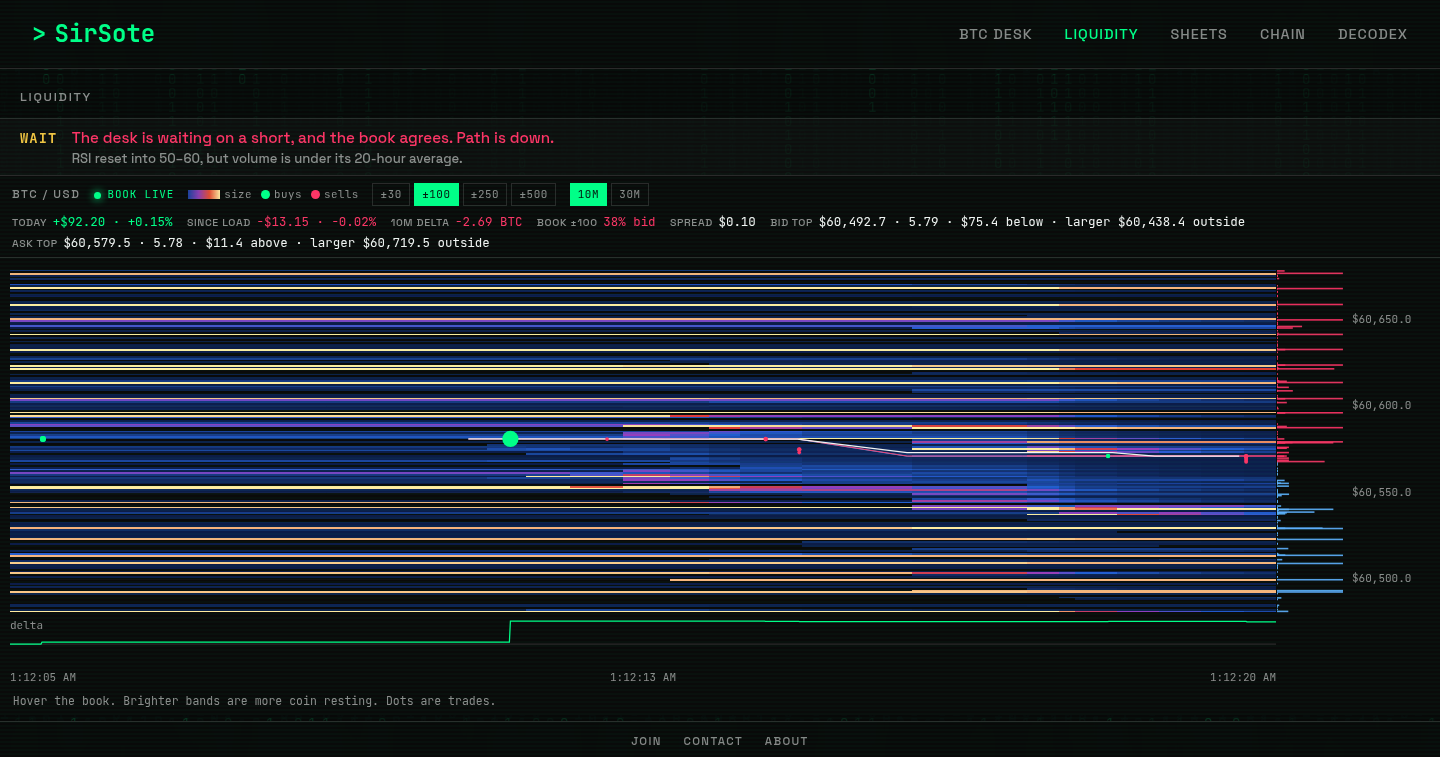 > SirSote
BTC DESK LIQUIDITY SHEETS CHAIN DECODEX
LIQUIDITY
WAIT The desk is waiting on a short, and the book agrees. Path is down.
RSI reset into 50–60, but volume is under its 20-hour average.
BTC / USD BOOK LIVE size buys sells ±30 ±100 ±250 ±500 10M 30M
TODAY +$92.20 · +0.15% SINCE LOAD -$13.15 · -0.02% 10M DELTA -2.69 BTC BOOK ±100 38% bid SPREAD $0.10 BID TOP $60,492.7 · 5.79 · $75.4 below · larger $60,438.4 outside
ASK TOP $60,579.5 · 5.78 · $11.4 above · larger $60,719.5 outside
$60,650.0
$60,600.0
$60,550.0
$60,500.0
delta
1:12:05 AM 1:12:13 AM 1:12:20 AM
Hover the book. Brighter bands are more coin resting. Dots are trades.
JOIN CONTACT ABOUT